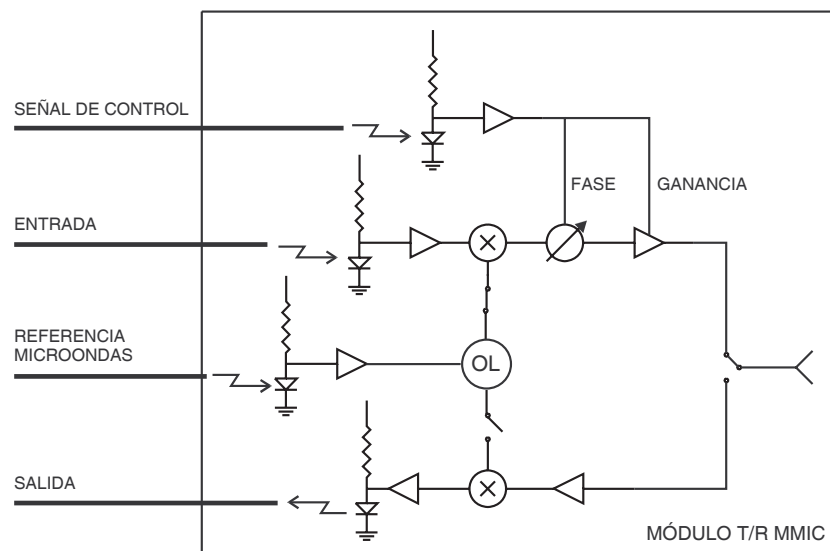 SEÑAL DE CONTROL
FASE
GANANCIA
ENTRADA
REFERENCIA
MICROONDAS
OL
SALIDA
MÓDULO T/R MMIC